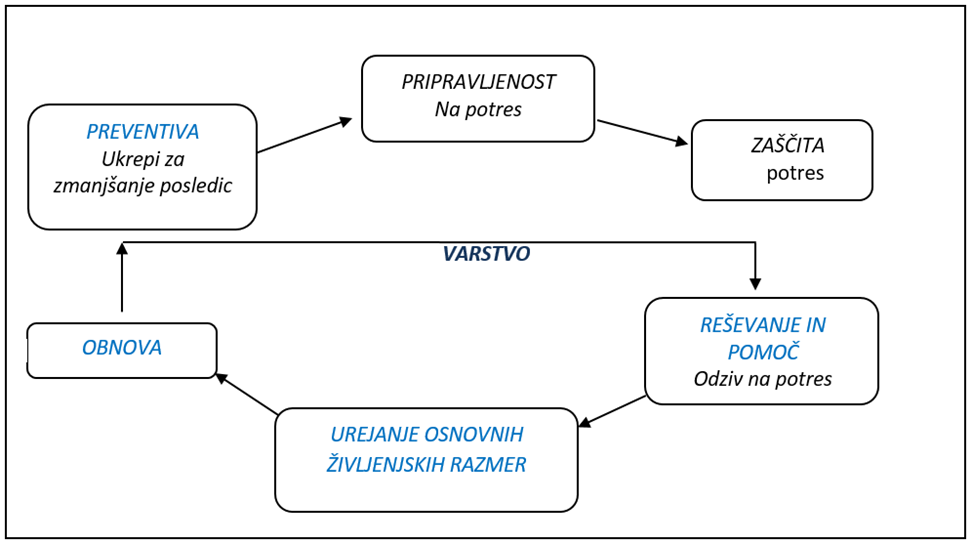 PRIPRAVLJENOST
Na potres
PREVENTIVA
Ukrepi za
zmanjšanje posledic
ZAŠČITA
potres
VARSTVO
REŠEVANJE IN
POMOČ
Odziv na potres
OBNOVA
UREJANJE OSNOVNIH
ŽIVLJENJSKIH RAZMER